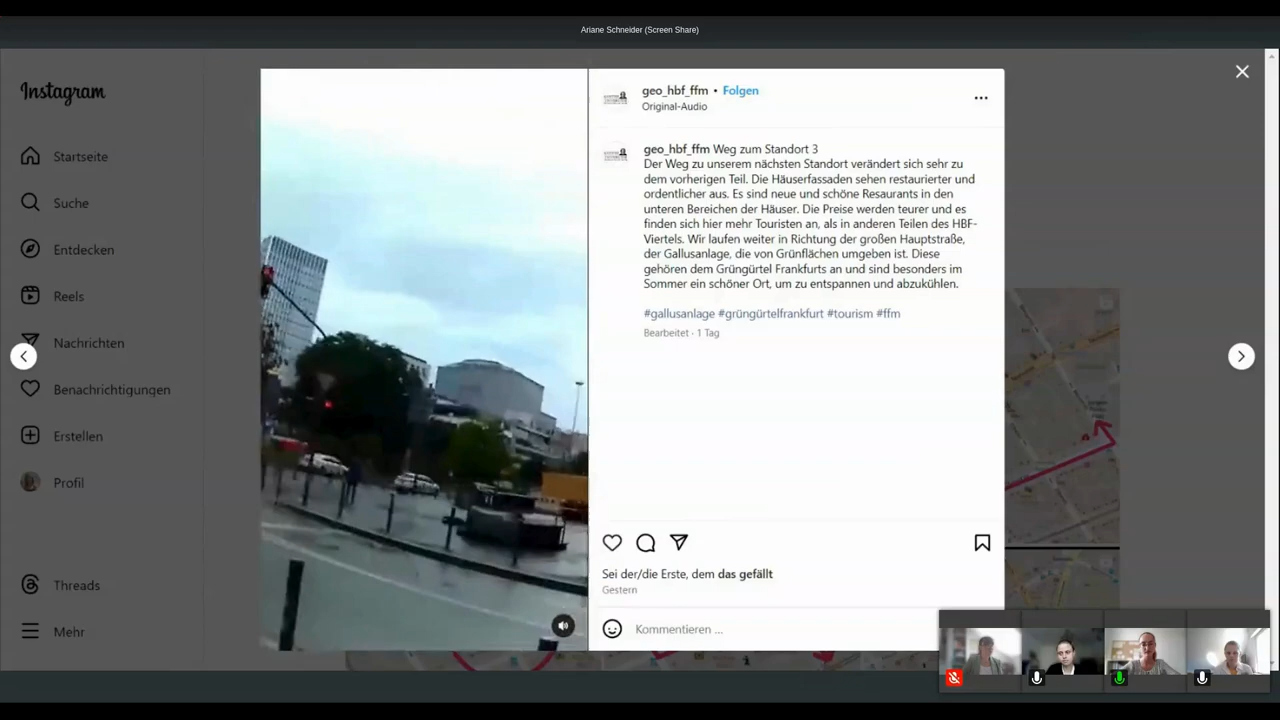 Ariane Schneider (Screen Share)
Instagram
Startseite
Suche
Entdecken
Reels
Nachrichten
Benachrichtigungen
Erstellen
Profil
Threads
Mehr
geo_hbf_ffm • Folgen
Original-Audio
geo_hbf_ffm Weg zum Standort 3
Der Weg zu unserem nächsten Standort verändert sich sehr zu
dem vorherigen Teil. Die Häuserfassaden sehen restaurierter und
ordentlicher aus. Es sind neue und schöne Resaurants in den
unteren Bereichen der Häuser. Die Preise werden teurer und es
finden sich hier mehr Touristen an, als in anderen Teilen des HBF-
Viertels. Wir laufen weiter in Richtung der großen Hauptstraße,
der Gallusanlage, die von Grünflächen umgeben ist. Diese
gehören dem Grüngürtel Frankfurts an und sind besonders im
Sommer ein schöner Ort, um zu entspannen und abzukühlen.
#gallusanlage #grüngürtelfrankfurt #tourism #ffm
Bearbeitet · 1 Tag
Sei der/die Erste, dem das gefällt
Gestern
Kommentieren ...